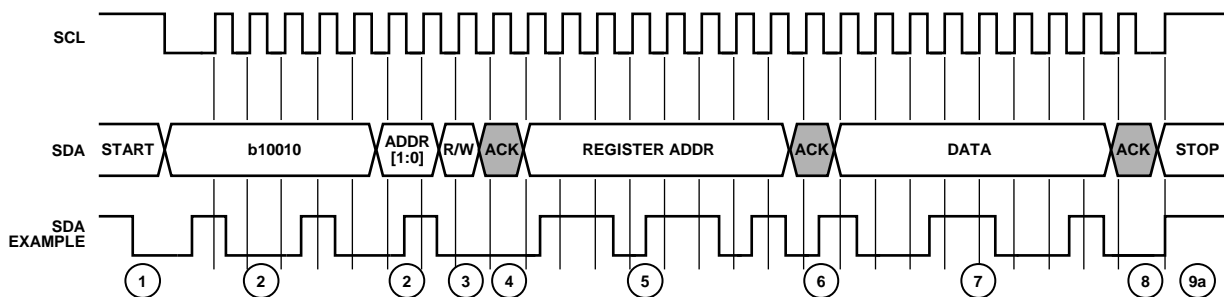 SCL
SDA
START
b10010
ADDR
[1:0]
R/W
ACK
REGISTER ADDR
ACK
DATA
ACK
STOP
SDA
EXAMPLE
1
2
2
3
4
5
6
7
8
9a